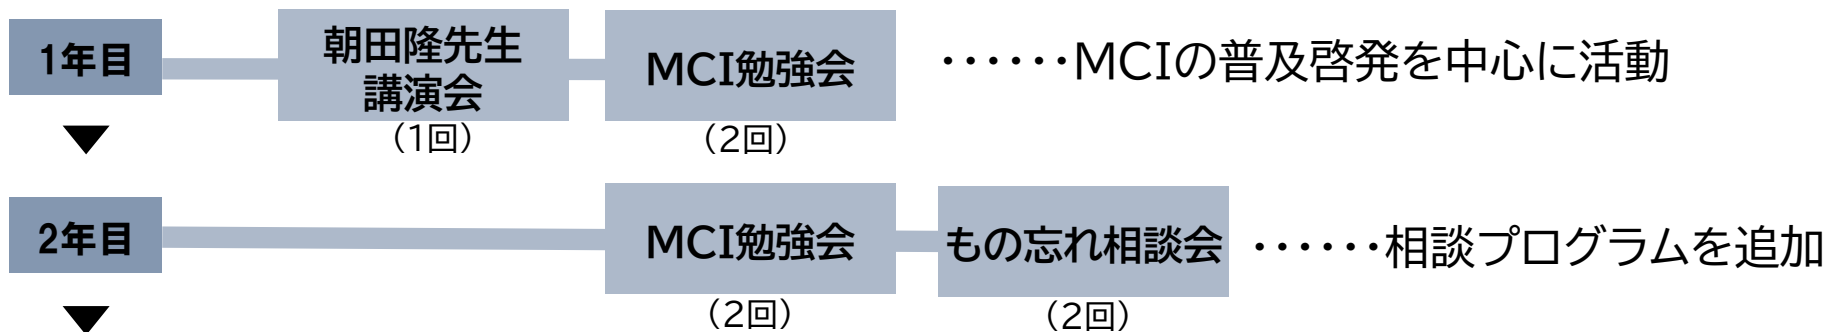 1年目
朝田隆先生
講演会
(1回)
MCI勉強会
(2回)
・・・・・・MCIの普及啓発を中心に活動
2年目
MCI勉強会
(2回)
もの忘れ相談会
(2回)
・・・・・・相談プログラムを追加